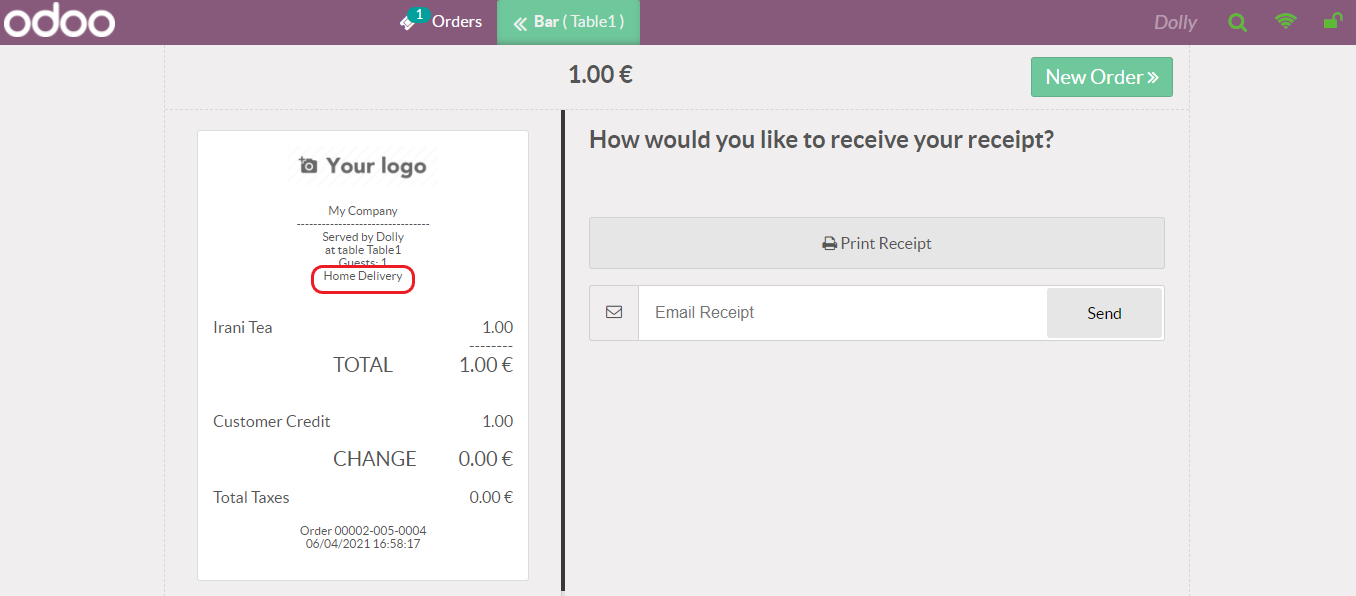 odoo
1 Orders
Bar ( Table1 )
Dolly
1.00 €
New Order
Your logo
My Company
--------------------------------
Served by Dolly
at table Table1
Guests: 1
Home Delivery
Irani Tea 1.00
--------
TOTAL 1.00 €
Customer Credit 1.00
CHANGE 0.00 €
Total Taxes 0.00 €
Order 00002-005-0004
06/04/2021 16:58:17
How would you like to receive your receipt?
Print Receipt
Email Receipt
Send